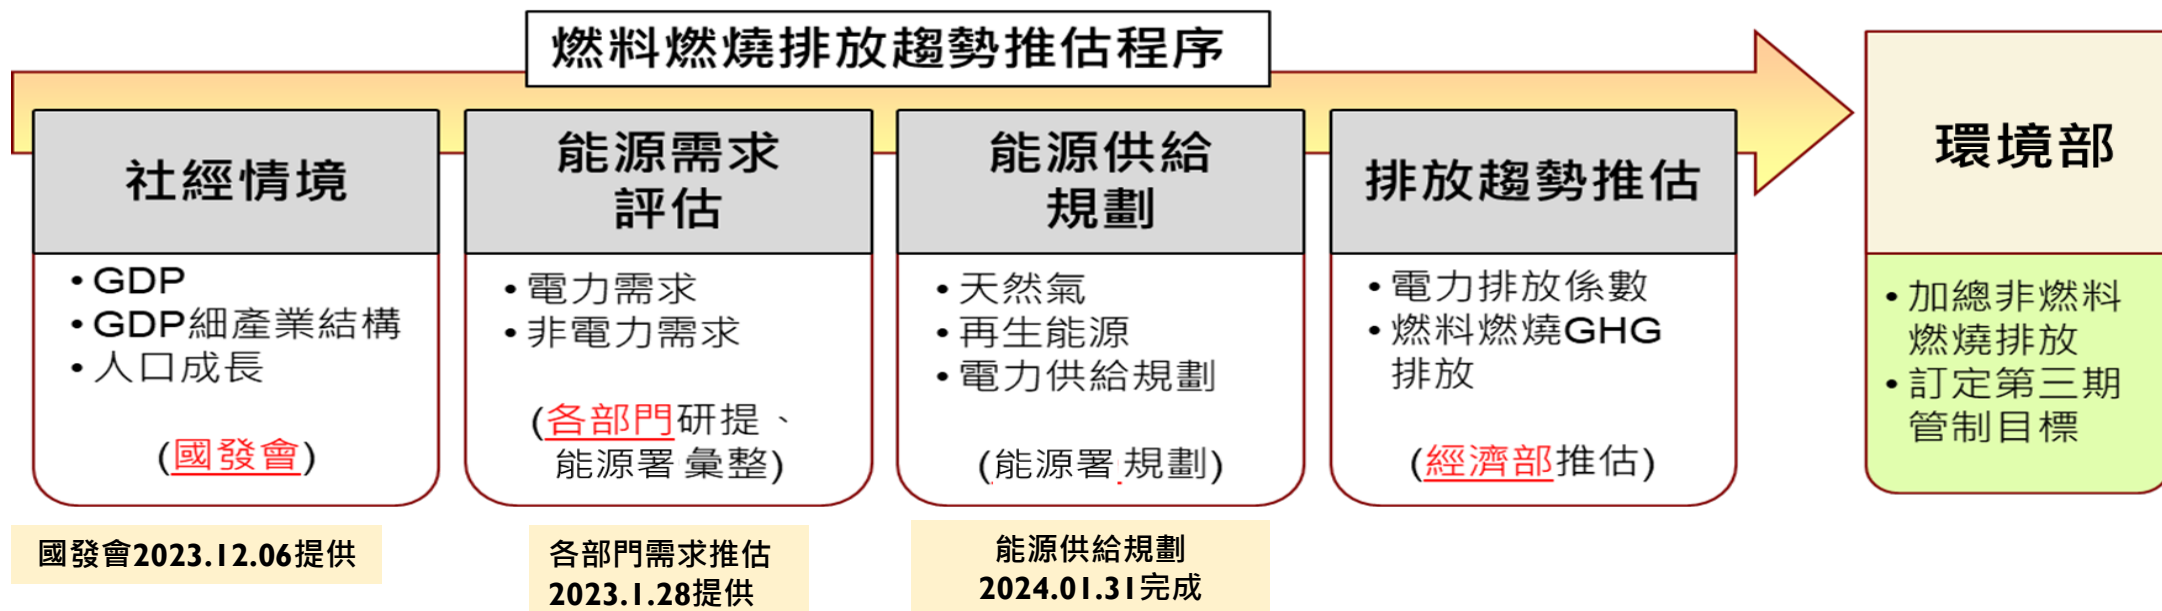 燃料燃燒排放趨勢推估程序
社經情境
• GDP
• GDP細產業結構
• 人口成長
(國發會)
國發會2023.12.06提供
能源需求
評估
• 電力需求
• 非電力需求
(各部門研提、
能源署彙整)
各部門需求推估
2023.1.28提供
能源供給
規劃
• 天然氣
• 再生能源
• 電力供給規劃
(能源署規劃)
能源供給規劃
2024.01.31完成
排放趨勢推估
• 電力排放係數
• 燃料燃燒GHG
排放
(經濟部推估)
環境部
• 加總非燃料
燃燒排放
• 訂定第三期
管制目標